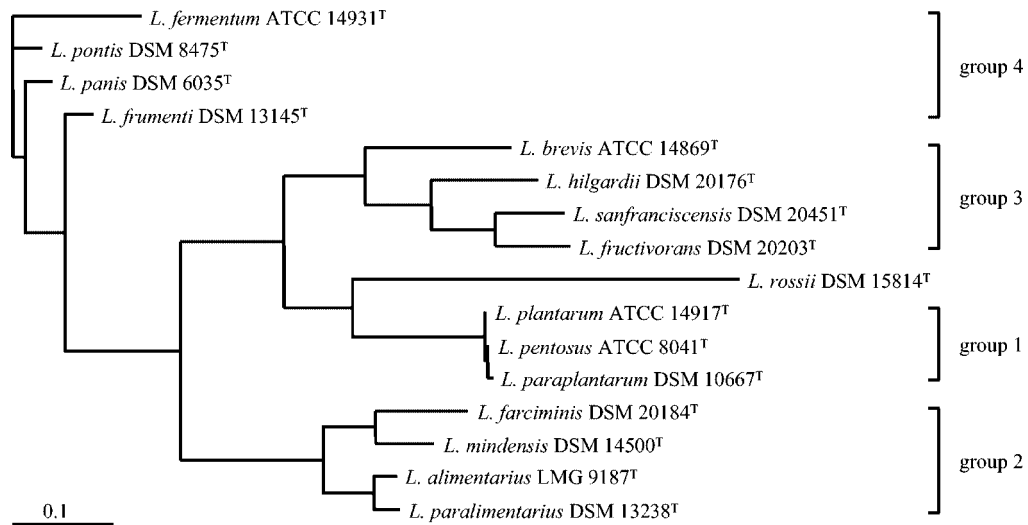 L. fermentum ATCC 14931ᵀ
L. pontis DSM 8475ᵀ
L. panis DSM 6035ᵀ
group 4
L. frumenti DSM 13145ᵀ
L. brevis ATCC 14869ᵀ
L. hilgardii DSM 20176ᵀ
group 3
L. sanfranciscensis DSM 20451ᵀ
L. fructivorans DSM 20203ᵀ
L. rossii DSM 15814ᵀ
L. plantarum ATCC 14917ᵀ
L. pentosus ATCC 8041ᵀ
group 1
L. paraplantarum DSM 10667ᵀ
L. farciminis DSM 20184ᵀ
L. mindensis DSM 14500ᵀ
group 2
L. alimentarius LMG 9187ᵀ
L. paralimentarius DSM 13238ᵀ
0.1